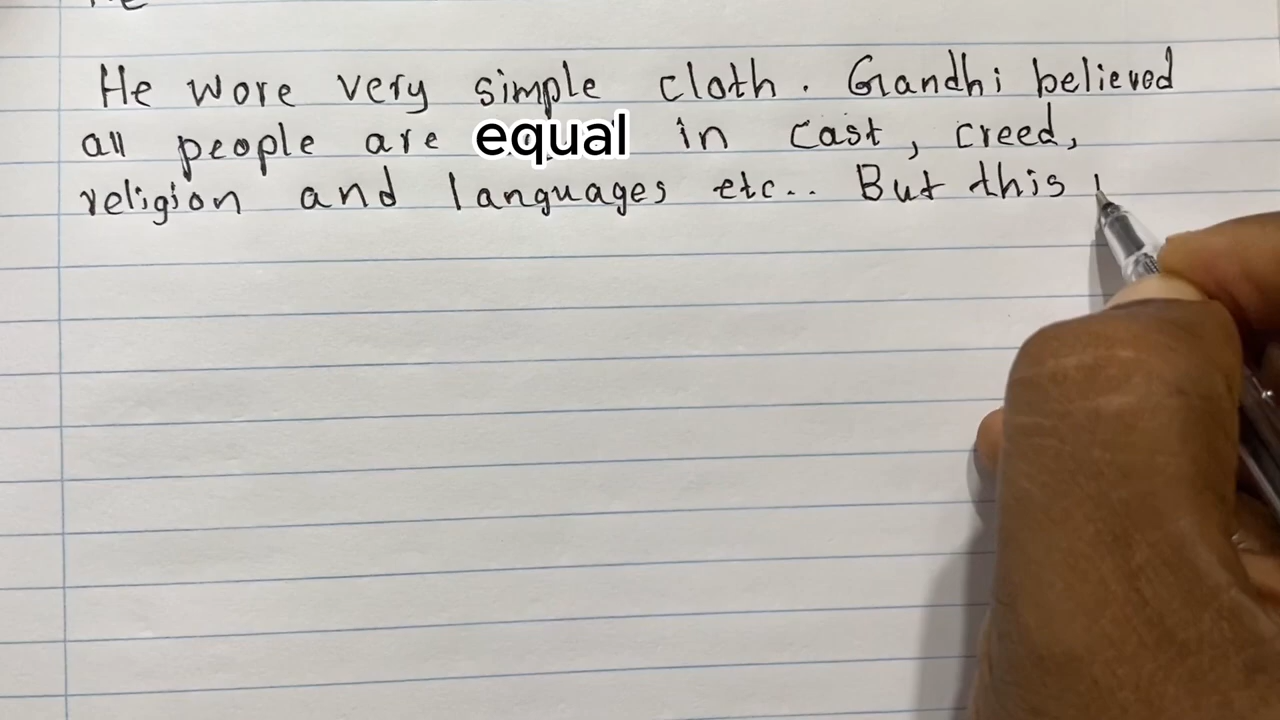 He wore very simple cloth. Gandhi believed
all people are equal in cast, creed,
religion and languages etc.. But this